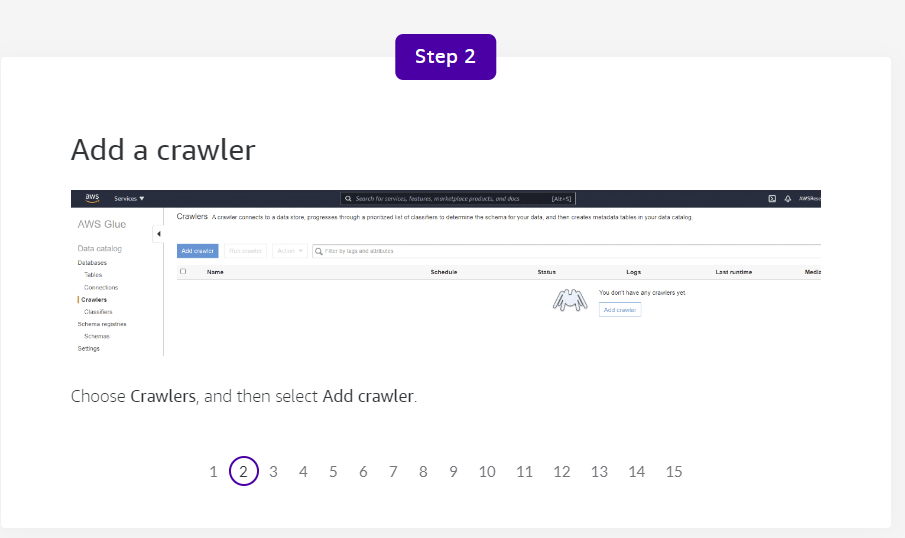 Step 2
Add a crawler
aws Services Search for services, features, marketplace products, and docs [Alt+S]
AWS Glue
Crawlers A crawler connects to a data store, progresses through a prioritized list of classifiers to determine the schema for your data, and then creates metadata tables in your data catalog.
Data catalog
Databases
Tables
Connections
Crawlers
Classifiers
Schema registries
Schemas
Settings
Add crawler Run crawler Action Filter by tags and attributes
Name Schedule Status Logs Last runtime Media
You don't have any crawlers yet.
Add crawler
Choose Crawlers, and then select Add crawler.
1 2 3 4 5 6 7 8 9 10 11 12 13 14 15